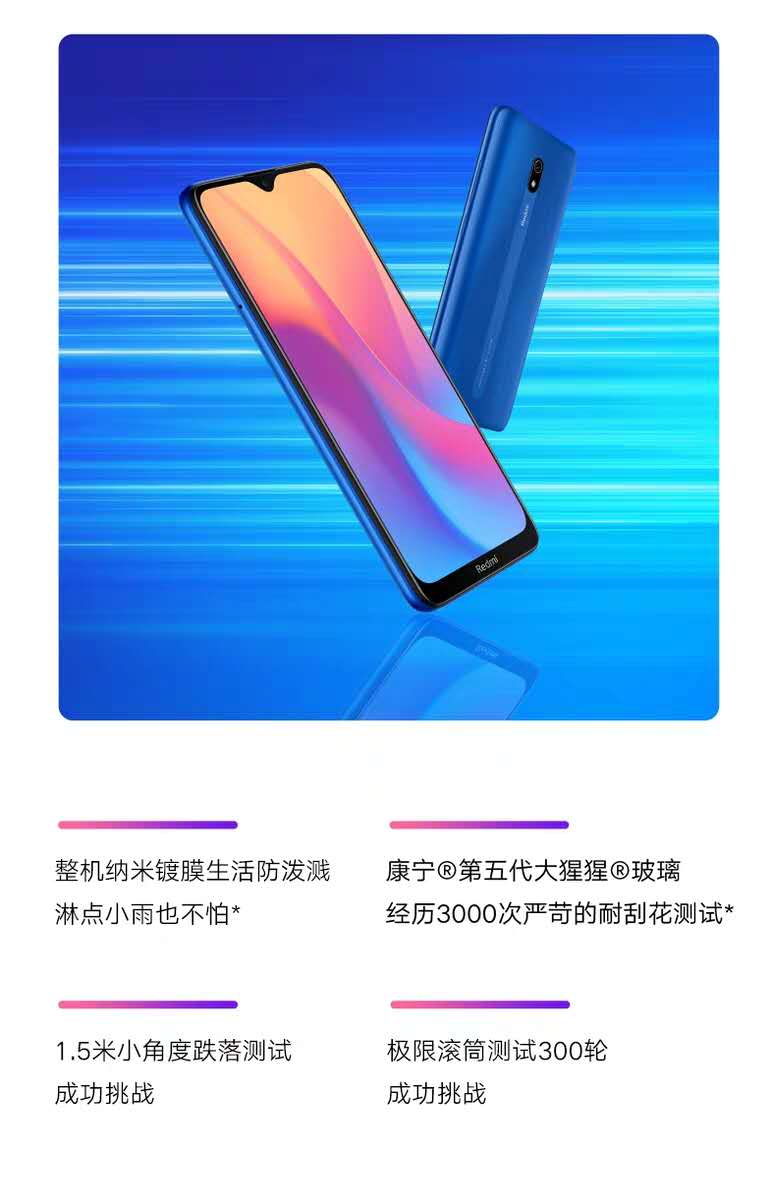 Redmi
整机纳米镀膜生活防泼溅
淋点小雨也不怕*
康宁®第五代大猩猩®玻璃
经历3000次严苛的耐刮花测试*
1.5米小角度跌落测试
成功挑战
极限滚筒测试300轮
成功挑战